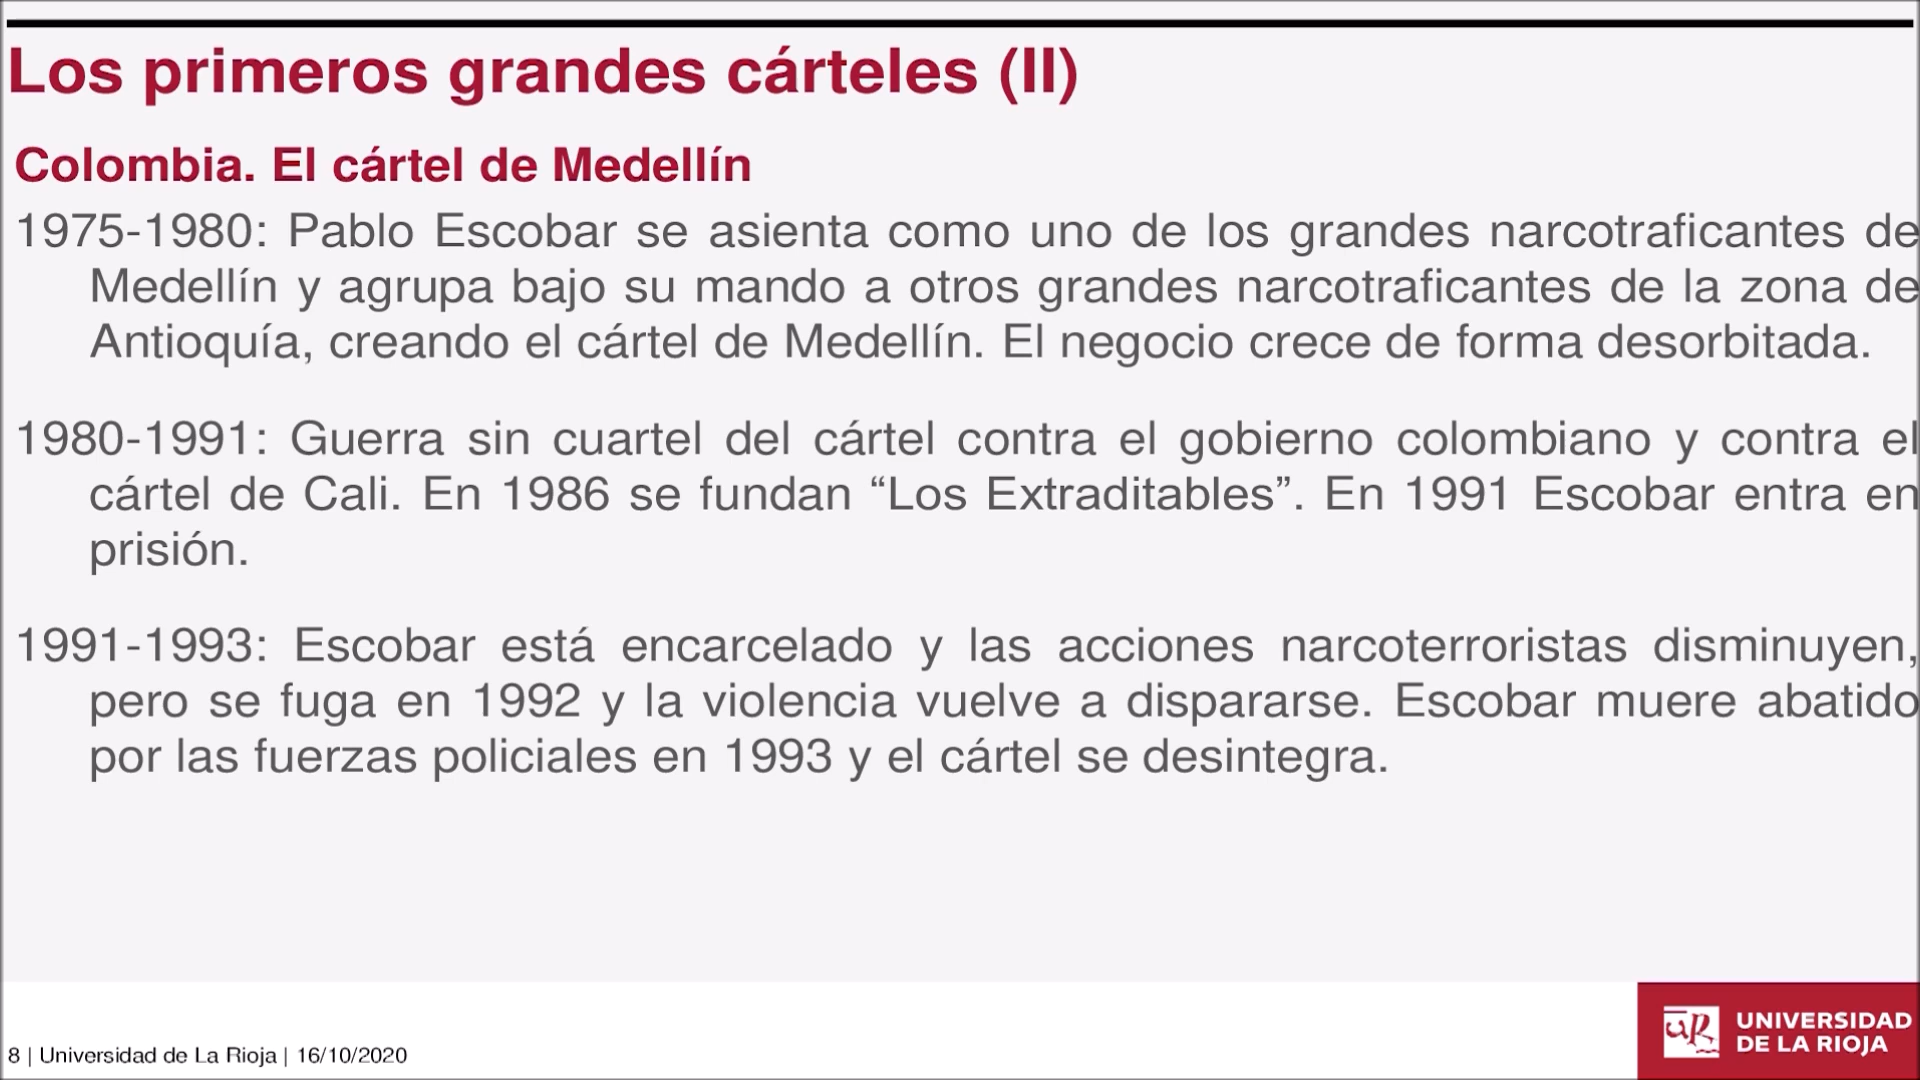 Los primeros grandes cárteles (II)
Colombia. El cártel de Medellín
1975-1980: Pablo Escobar se asienta como uno de los grandes narcotraficantes de
Medellín y agrupa bajo su mando a otros grandes narcotraficantes de la zona de
Antioquía, creando el cártel de Medellín. El negocio crece de forma desorbitada.
1980-1991: Guerra sin cuartel del cártel contra el gobierno colombiano y contra el
cártel de Cali. En 1986 se fundan “Los Extraditables”. En 1991 Escobar entra en
prisión.
1991-1993: Escobar está encarcelado y las acciones narcoterroristas disminuyen,
pero se fuga en 1992 y la violencia vuelve a dispararse. Escobar muere abatido
por las fuerzas policiales en 1993 y el cártel se desintegra.
8 | Universidad de La Rioja | 16/10/2020
UR
UNIVERSIDAD
DE LA RIOJA